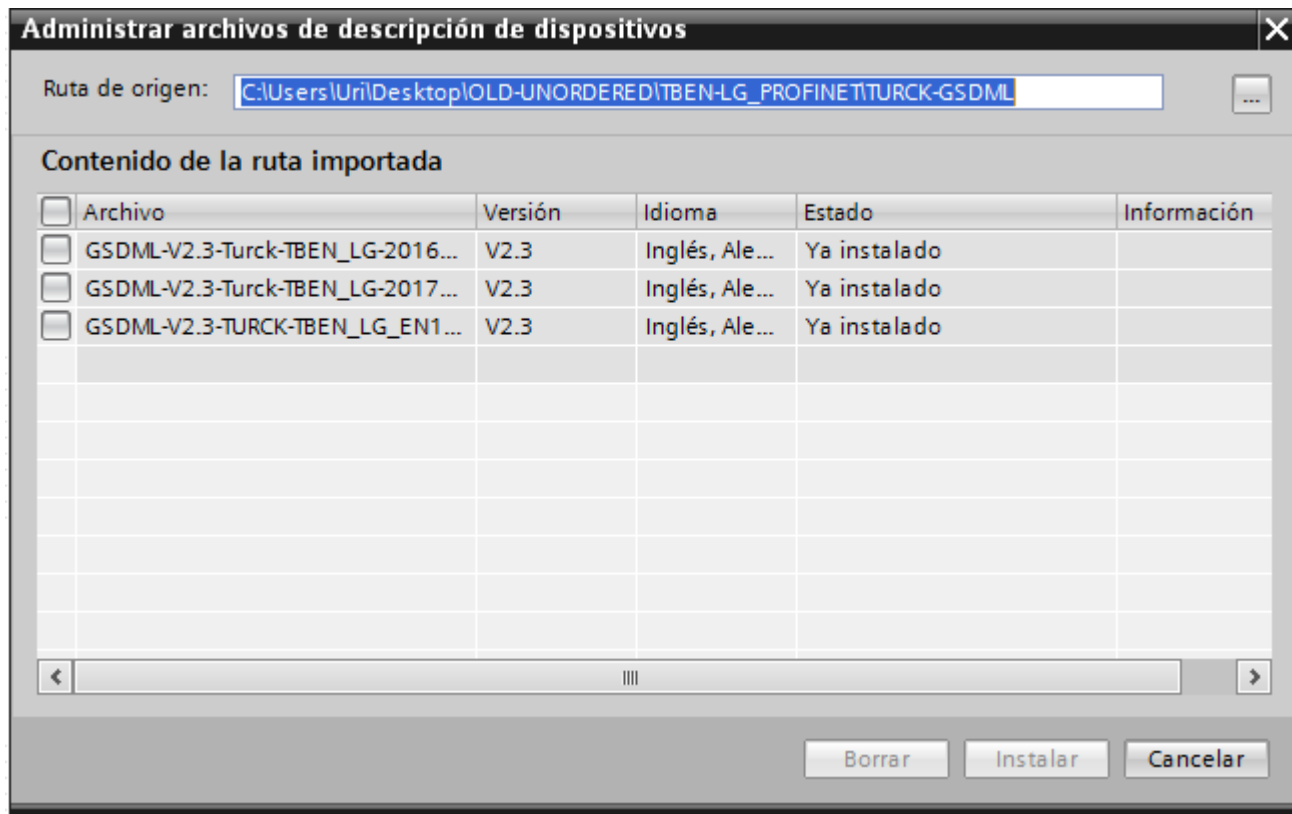 Administrar archivos de descripción de dispositivos
Ruta de origen: C:\Users\Uri\Desktop\OLD-UNORDERED\TBEN-LG_PROFINET\TURCK-GSDML ...
Contenido de la ruta importada
Archivo Versión Idioma Estado Información
GSDML-V2.3-Turck-TBEN_LG-2016... V2.3 Inglés, Ale... Ya instalado
GSDML-V2.3-Turck-TBEN_LG-2017... V2.3 Inglés, Ale... Ya instalado
GSDML-V2.3-TURCK-TBEN_LG_EN1... V2.3 Inglés, Ale... Ya instalado
Borrar Instalar Cancelar